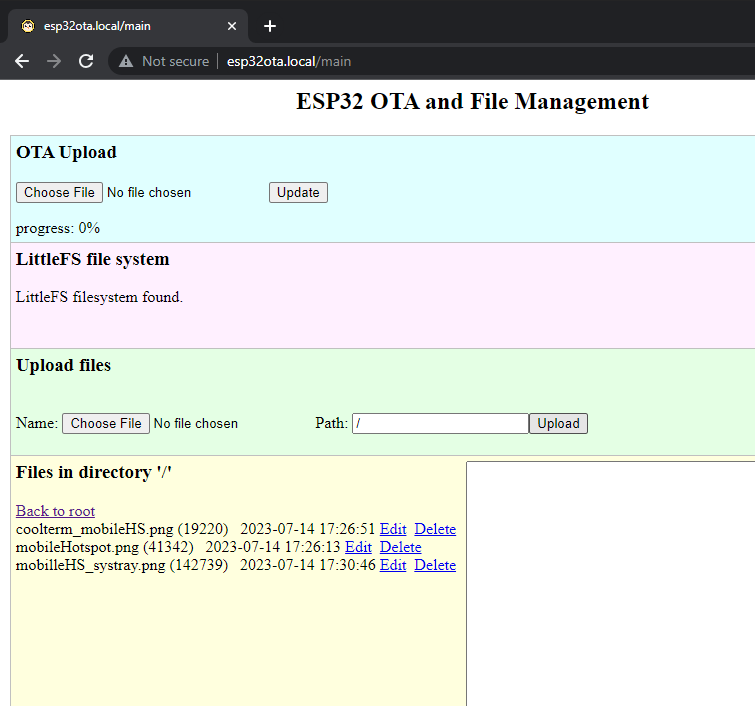 esp32ota.local/main
Not secure esp32ota.local/main
ESP32 OTA and File Management
OTA Upload
Choose File No file chosen Update
progress: 0%
LittleFS file system
LittleFS filesystem found.
Upload files
Name: Choose File No file chosen Path: / Upload
Files in directory '/'
Back to root
coolterm_mobileHS.png (19220) 2023-07-14 17:26:51 Edit Delete
mobileHotspot.png (41342) 2023-07-14 17:26:13 Edit Delete
mobilleHS_systray.png (142739) 2023-07-14 17:30:46 Edit Delete